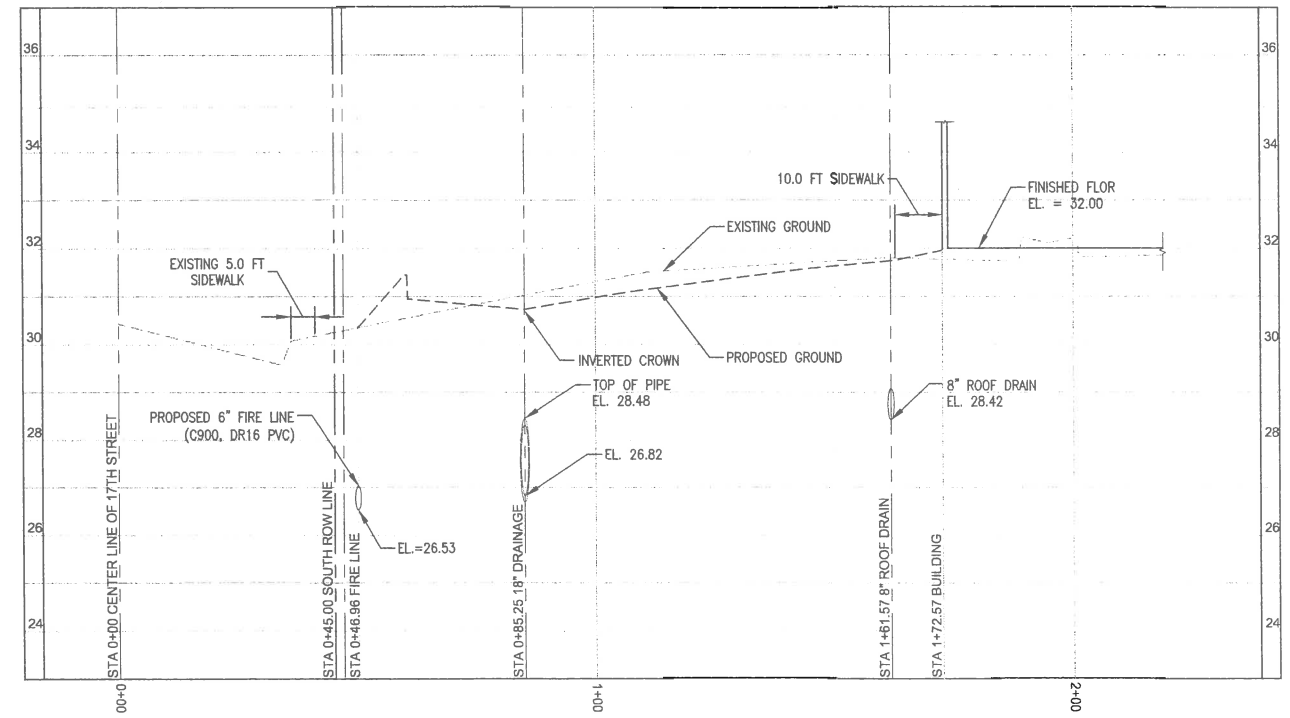 36
36
34
34
10.0 FT SIDEWALK
FINISHED FLOR
EL. = 32.00
EXISTING GROUND
32
32
EXISTING 5.0 FT
SIDEWALK
30
30
INVERTED CROWN
PROPOSED GROUND
TOP OF PIPE
EL. 28.48
8" ROOF DRAIN
EL. 28.42
PROPOSED 6" FIRE LINE
(C900, DR16 PVC)
28
28
EL. 26.82
26
26
EL.=26.53
24
24
STA 0+00 CENTER LINE OF 17TH STREET
STA 0+45.00 SOUTH ROW LINE
STA 0+46.96 FIRE LINE
STA 0+85.25 18" DRAINAGE
STA 1+61.57 8" ROOF DRAIN
STA 1+72.57 BUILDING
0+00
1+00
2+00